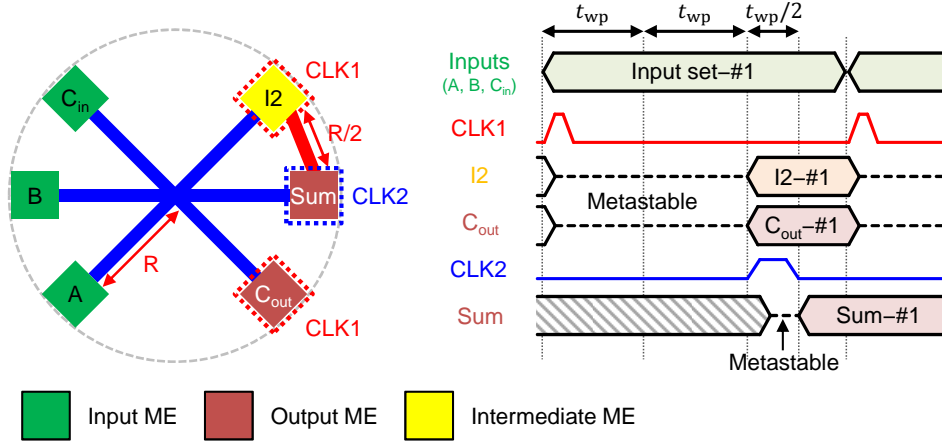 C_in
I2
CLK1
R/2
B
Sum
CLK2
R
A
C_out
CLK1
t_wp
t_wp
t_wp/2
Inputs
(A, B, C_in)
Input set–#1
CLK1
I2
I2–#1
Metastable
C_out
C_out–#1
CLK2
Sum
Sum–#1
Metastable
Input ME
Output ME
Intermediate ME